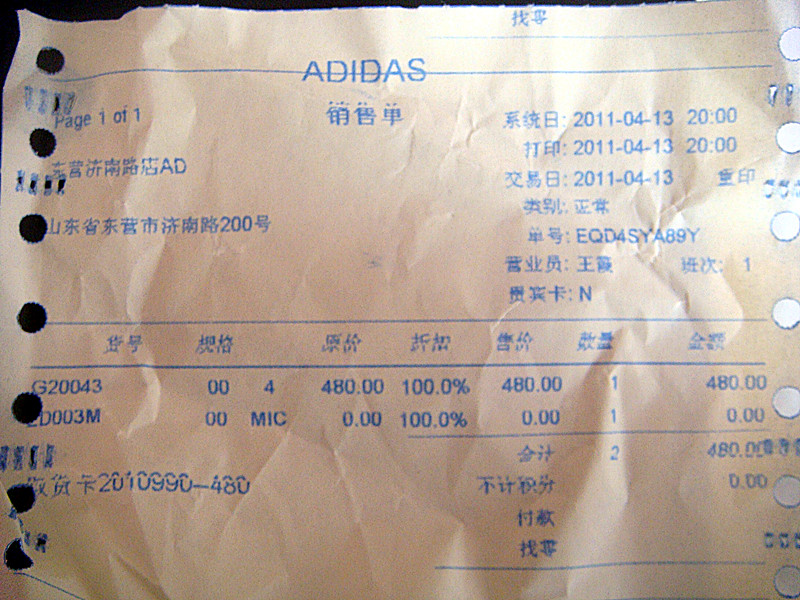 找零
ADIDAS
Page 1 of 1
销售单
系统日: 2011-04-13 20:00
打印: 2011-04-13 20:00
东营济南路店AD
交易日: 2011-04-13 重印
类别: 正常
山东省东营市济南路200号
单号: EQD4SYA89Y
营业员: 王霞 班次: 1
贵宾卡: N
货号 规格 原价 折扣 售价 数量 金额
G20043 00 4 480.00 100.0% 480.00 1 480.00
D003M 00 MIC 0.00 100.0% 0.00 1 0.00
合计 2 480.00
货卡2010990-480
不计积分 0.00
付款
找零